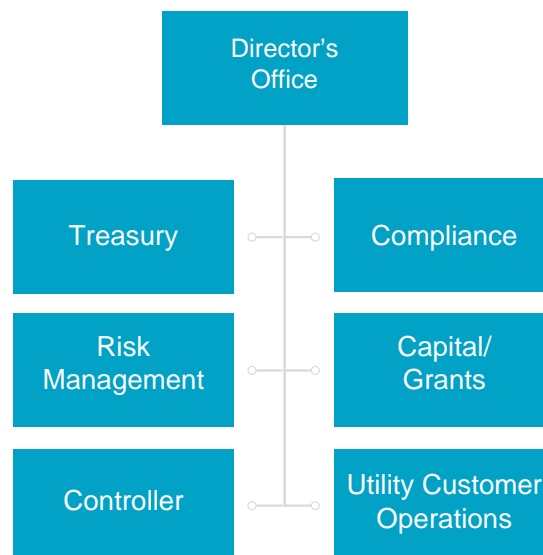 Director’s
Office
Treasury
Compliance
Risk
Management
Capital/
Grants
Controller
Utility Customer
Operations